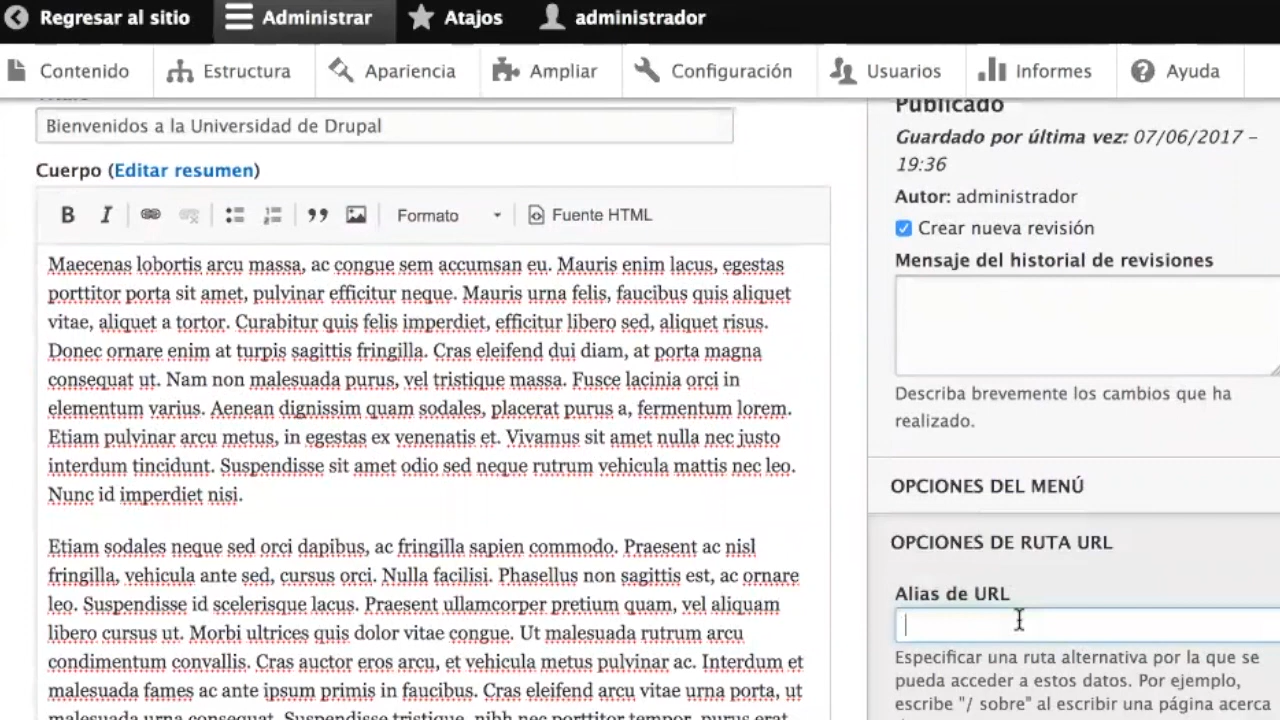 Regresar al sitio Administrar Atajos administrador
Contenido Estructura Apariencia Ampliar Configuración Usuarios Informes Ayuda
Bienvenidos a la Universidad de Drupal
Cuerpo (Editar resumen)
B I Formato Fuente HTML
Maecenas lobortis arcu massa, ac congue sem accumsan eu. Mauris enim lacus, egestas
porttitor porta sit amet, pulvinar efficitur neque. Mauris urna felis, faucibus quis aliquet
vitae, aliquet a tortor. Curabitur quis felis imperdiet, efficitur libero sed, aliquet risus.
Donec ornare enim at turpis sagittis fringilla. Cras eleifend dui diam, at porta magna
consequat ut. Nam non malesuada purus, vel tristique massa. Fusce lacinia orci in
elementum varius. Aenean dignissim quam sodales, placerat purus a, fermentum lorem.
Etiam pulvinar arcu metus, in egestas ex venenatis et. Vivamus sit amet nulla nec justo
interdum tincidunt. Suspendisse sit amet odio sed neque rutrum vehicula mattis nec leo.
Nunc id imperdiet nisi.
Etiam sodales neque sed orci dapibus, ac fringilla sapien commodo. Praesent ac nisl
fringilla, vehicula ante sed, cursus orci. Nulla facilisi. Phasellus non sagittis est, ac ornare
leo. Suspendisse id scelerisque lacus. Praesent ullamcorper pretium quam, vel aliquam
libero cursus ut. Morbi ultrices quis dolor vitae congue. Ut malesuada rutrum arcu
condimentum convallis. Cras auctor eros arcu, et vehicula metus pulvinar ac. Interdum et
malesuada fames ac ante ipsum primis in faucibus. Cras eleifend arcu vitae urna porta, ut
malesuada urna consequat. Suspendisse tristique, nibh nec porttitor tempor, purus erat
Publicado
Guardado por última vez: 07/06/2017 –
19:36
Autor: administrador
Crear nueva revisión
Mensaje del historial de revisiones
Describa brevemente los cambios que ha
realizado.
OPCIONES DEL MENÚ
OPCIONES DE RUTA URL
Alias de URL
Especificar una ruta alternativa por la que se
pueda acceder a estos datos. Por ejemplo,
escribe "/ sobre" al escribir una página acerca